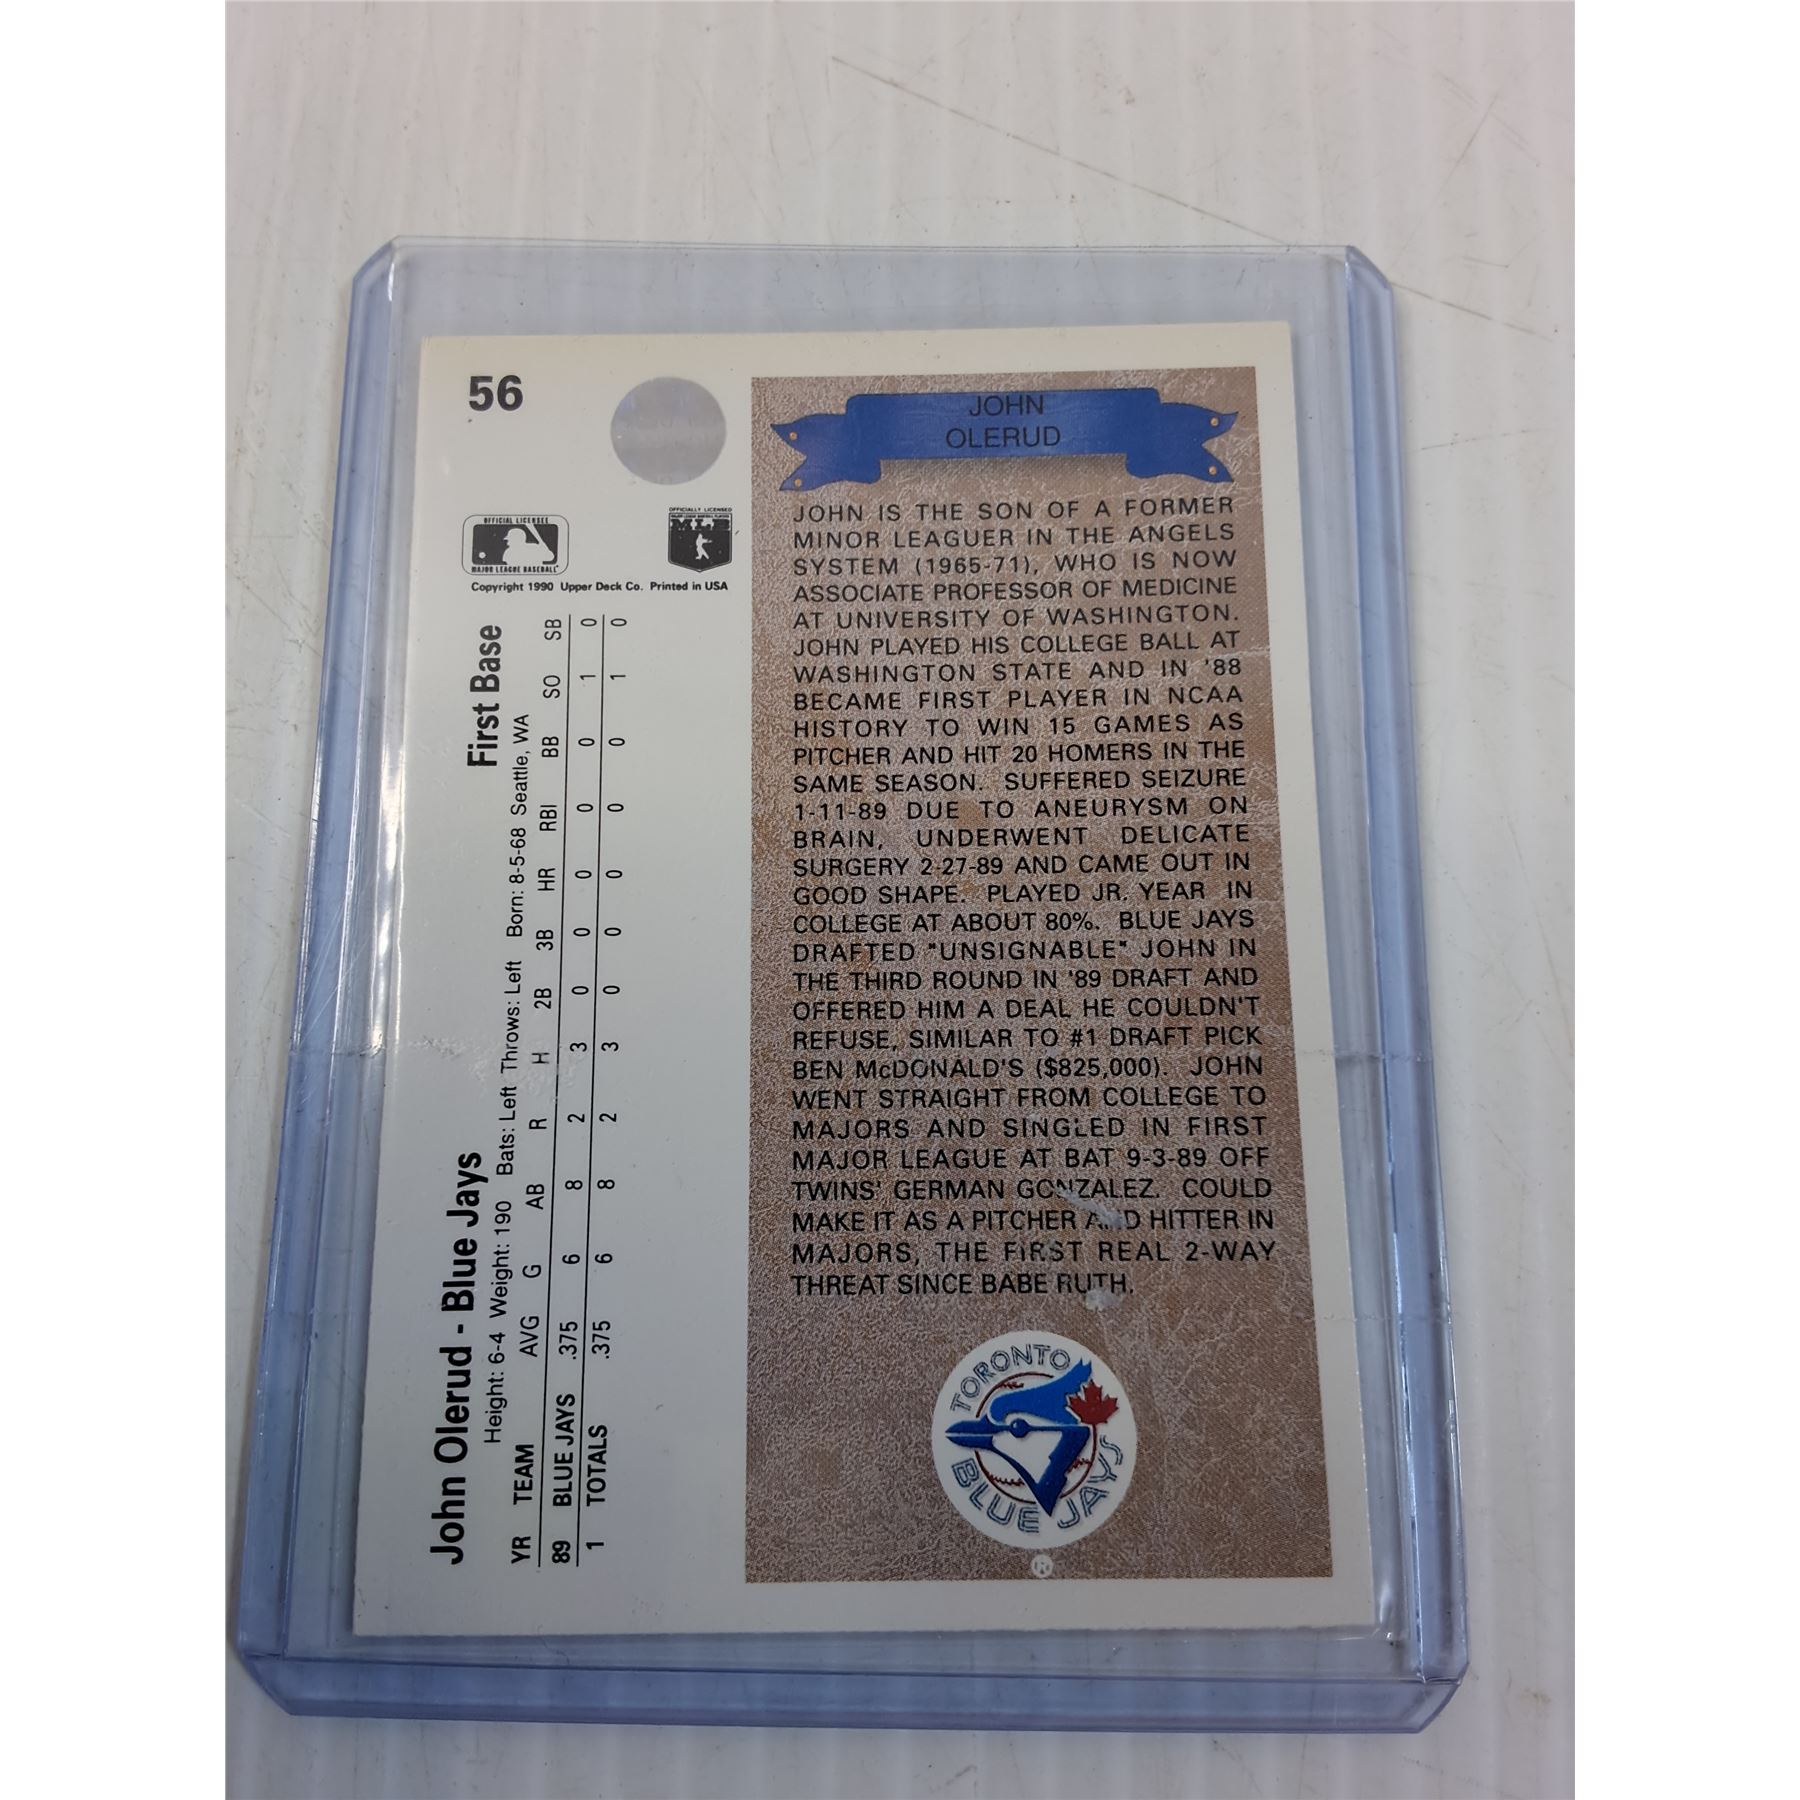 56
JOHN
OLERUD
JOHN IS THE SON OF A FORMER
MINOR LEAGUER IN THE ANGELS
SYSTEM (1965-71), WHO IS NOW
ASSOCIATE PROFESSOR OF MEDICINE
AT UNIVERSITY OF WASHINGTON.
JOHN PLAYED HIS COLLEGE BALL AT
WASHINGTON STATE AND IN '88
BECAME FIRST PLAYER IN NCAA
HISTORY TO WIN 15 GAMES AS
PITCHER AND HIT 20 HOMERS IN THE
SAME SEASON. SUFFERED SEIZURE
1-11-89 DUE TO ANEURYSM ON
BRAIN, UNDERWENT DELICATE
SURGERY 2-27-89 AND CAME OUT IN
GOOD SHAPE. PLAYED JR. YEAR IN
COLLEGE AT ABOUT 80%. BLUE JAYS
DRAFTED "UNSIGNABLE" JOHN IN
THE THIRD ROUND IN '89 DRAFT AND
OFFERED HIM A DEAL HE COULDN'T
REFUSE, SIMILAR TO #1 DRAFT PICK
BEN McDONALD'S ($825,000). JOHN
WENT STRAIGHT FROM COLLEGE TO
MAJORS AND SINGLED IN FIRST
MAJOR LEAGUE AT BAT 9-3-89 OFF
TWINS' GERMAN GONZALEZ. COULD
MAKE IT AS A PITCHER AND HITTER IN
MAJORS, THE FIRST REAL 2-WAY
THREAT SINCE BABE RUTH.
TORONTO
BLUE JAYS
®
OFFICIAL LICENSEE
MAJOR LEAGUE BASEBALL
OFFICIALLY LICENSED
MAJOR LEAGUE BASEBALL PLAYERS
MLB
Copyright 1990 Upper Deck Co. Printed in USA
John Olerud - Blue Jays First Base
Height: 6-4 Weight: 190 Bats: Left Throws: Left Born: 8-5-68 Seattle, WA
YR TEAM AVG G AB R H 2B 3B HR RBI BB SO SB
89 BLUE JAYS .375 6 8 2 3 0 0 0 0 0 1 0
1 TOTALS .375 6 8 2 3 0 0 0 0 0 1 0